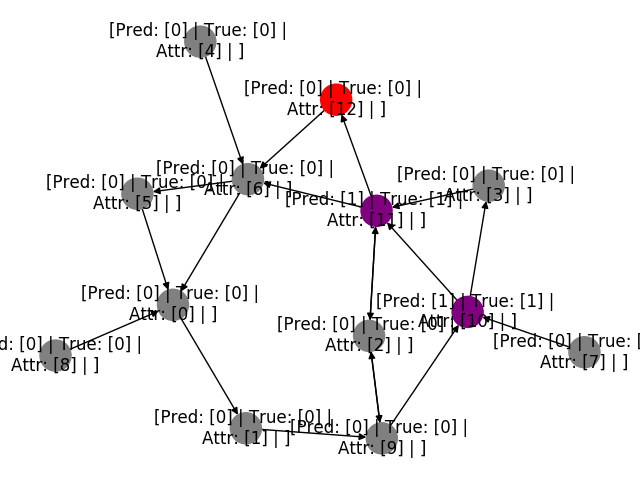 [Pred: [0] | True: [0] |
Attr: [4] | ]
[Pred: [0] | True: [0] |
Attr: [12] | ]
[Pred: [0] | True: [0] |
Attr: [6] | ]
[Pred: [0] | True: [0] |
Attr: [5] | ]
[Pred: [0] | True: [0] |
Attr: [3] | ]
[Pred: [1] | True: [1] |
Attr: [11] | ]
[Pred: [0] | True: [0] |
Attr: [0] | ]
[Pred: [1] | True: [1] |
Attr: [10] | ]
[Pred: [0] | True: [0] |
Attr: [2] | ]
d: [0] | True: [0] |
Attr: [8] | ]
[Pred: [0] | True: [0] |
Attr: [7] | ]
[Pred: [0] | True: [0] |
Attr: [1] | ]
[Pred: [0] | True: [0] |
Attr: [9] | ]